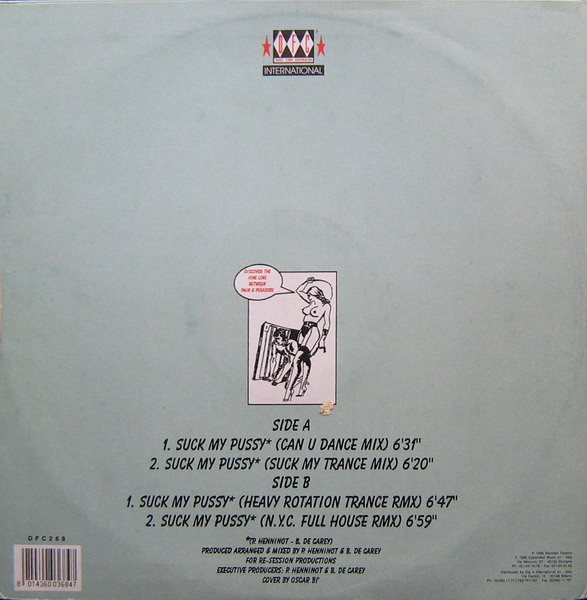 DFC
INTERNATIONAL
DISCOVER THE
FINE LINE
BETWEEN
PAIN & PLEASURE
SIDE A
1. SUCK MY PUSSY* (CAN U DANCE MIX) 6'31"
2. SUCK MY PUSSY* (SUCK MY TRANCE MIX) 6'20"
SIDE B
1. SUCK MY PUSSY* (HEAVY ROTATION TRANCE RMX) 6'47"
2. SUCK MY PUSSY* (N.Y.C. FULL HOUSE RMX) 6'59"
*(P. HENNINOT - B. DE CAREY)
PRODUCED ARRANGED & MIXED BY P. HENNINOT & B. DE CAREY
FOR RE-SESSION PRODUCTIONS
EXECUTIVE PRODUCERS: P. HENNINOT & B. DE CAREY
COVER BY OSCAR BI'
DFC268
8 014360 036847